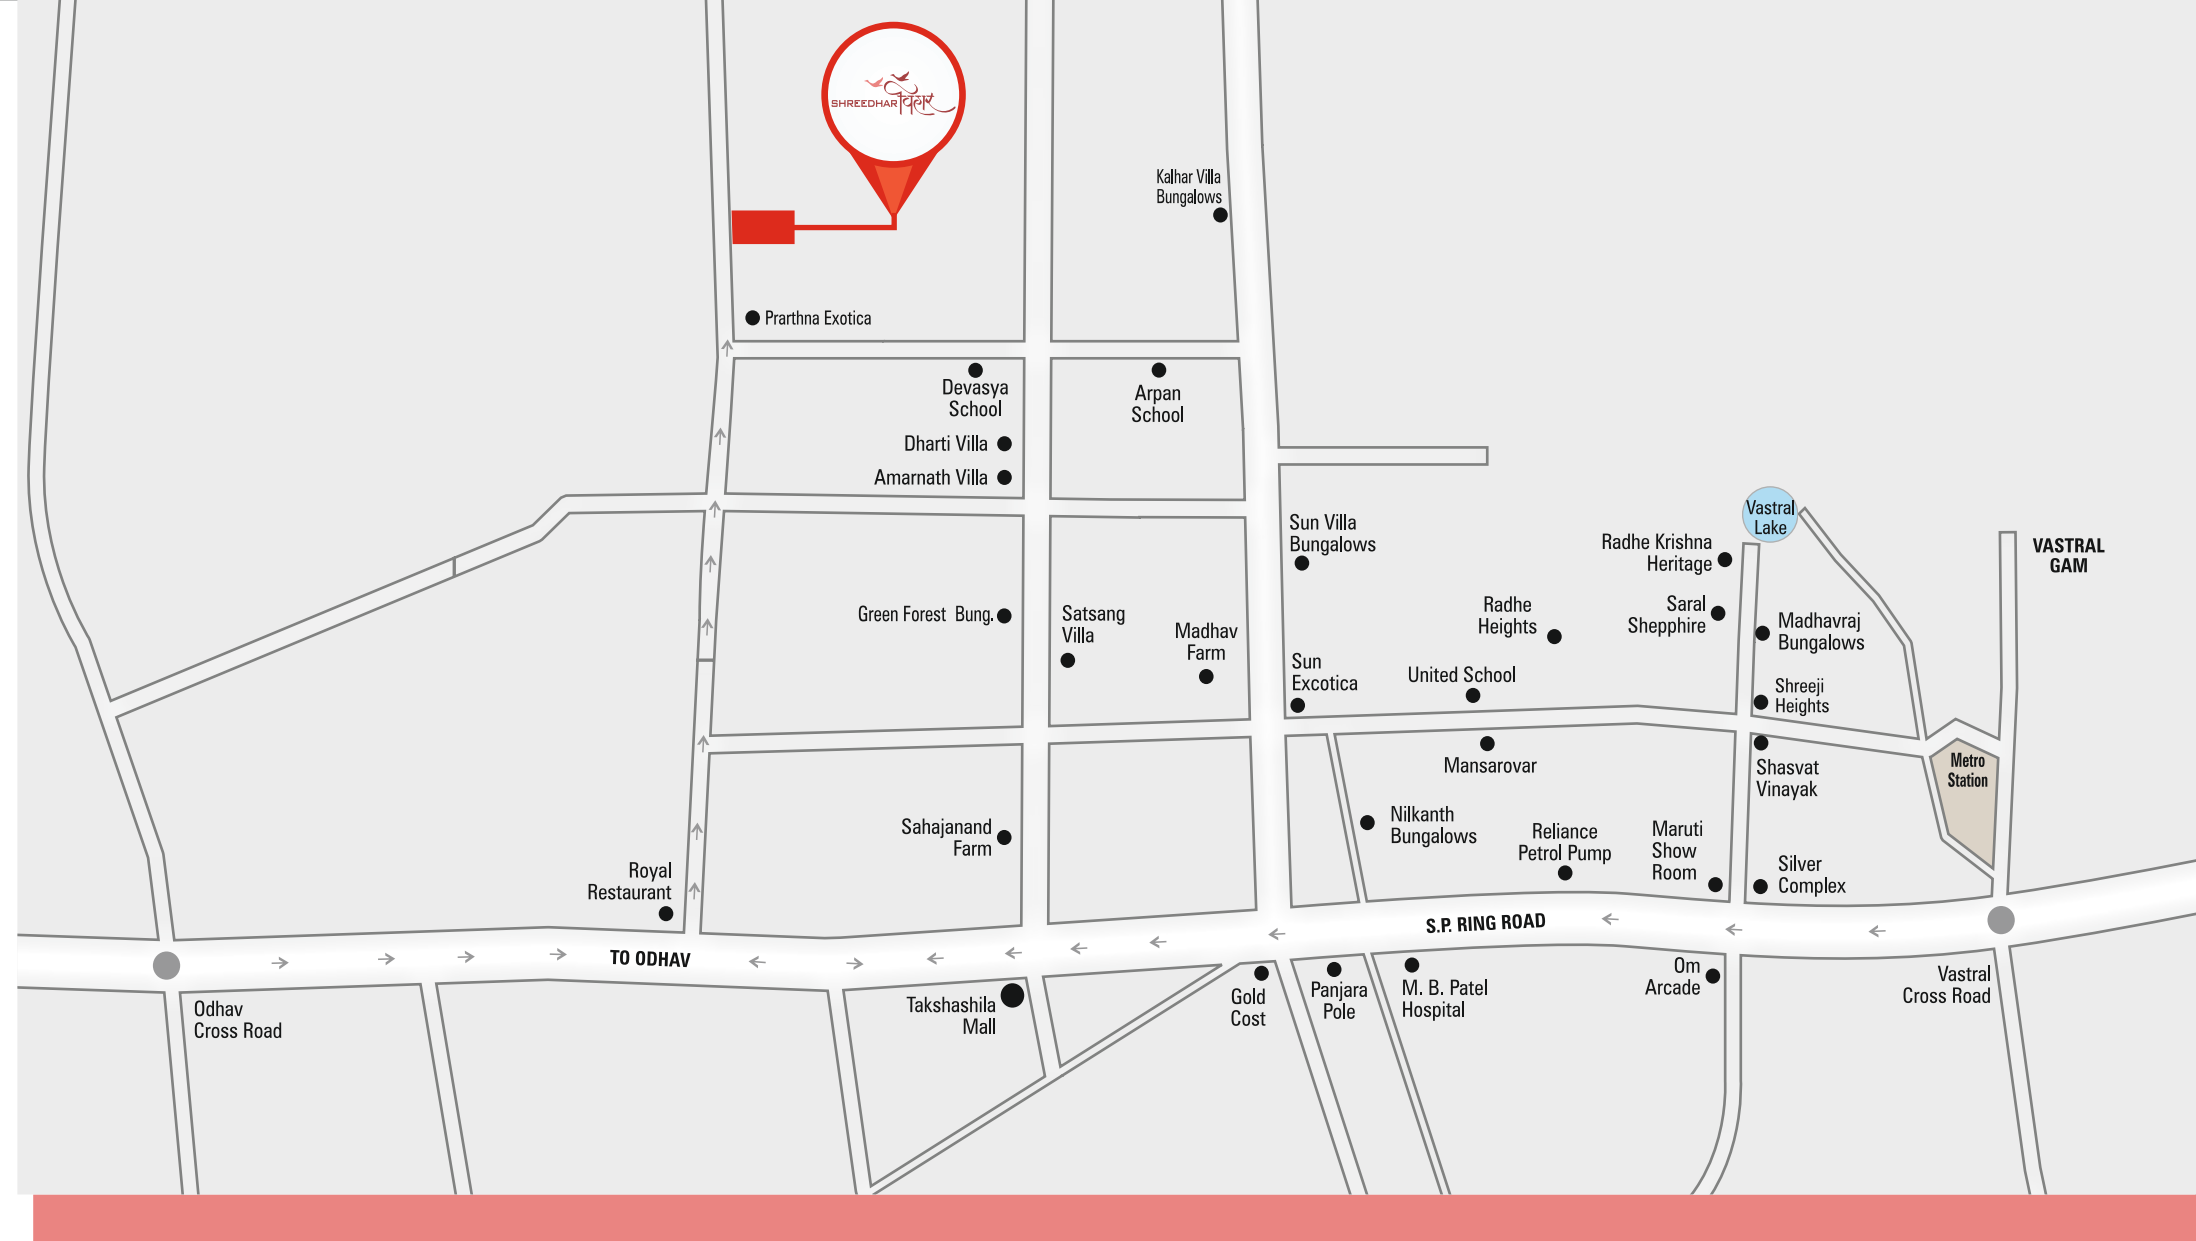 SHREEDHAR विहार
Kalhar Villa
Bungalows
Prarthna Exotica
Devasya
School
Arpan
School
Dharti Villa
Amarnath Villa
Sun Villa
Bungalows
Vastral
Lake
Radhe Krishna
Heritage
VASTRAL
GAM
Green Forest Bung.
Satsang
Villa
Madhav
Farm
Radhe
Heights
Saral
Shepphire
Madhavraj
Bungalows
Sun
Excotica
United School
Shreeji
Heights
Mansarovar
Shasvat
Vinayak
Metro
Station
Sahajanand
Farm
Nilkanth
Bungalows
Reliance
Petrol Pump
Maruti
Show
Room
Silver
Complex
Royal
Restaurant
S.P. RING ROAD
TO ODHAV
Odhav
Cross Road
Takshashila
Mall
Gold
Cost
Panjara
Pole
M. B. Patel
Hospital
Om
Arcade
Vastral
Cross Road